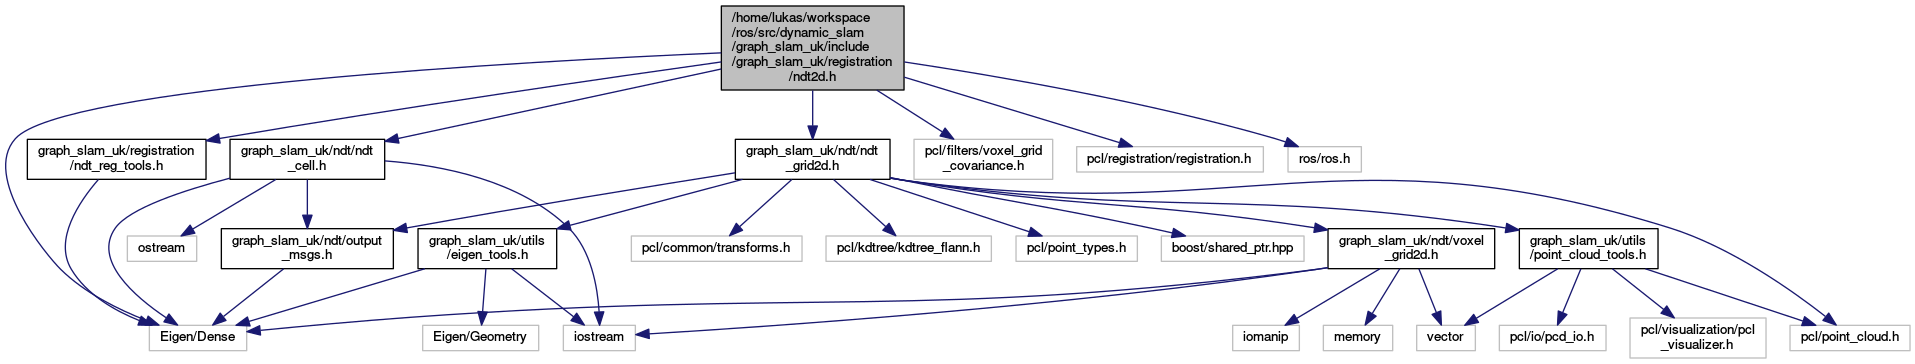 /home/lukas/workspace
/ros/src/dynamic_slam
/graph_slam_uk/include
/graph_slam_uk/registration
/ndt2d.h
graph_slam_uk/registration
/ndt_reg_tools.h
graph_slam_uk/ndt/ndt
_cell.h
graph_slam_uk/ndt/ndt
_grid2d.h
pcl/filters/voxel_grid
_covariance.h
pcl/registration/registration.h
ros/ros.h
ostream
graph_slam_uk/ndt/output
_msgs.h
graph_slam_uk/utils
/eigen_tools.h
pcl/common/transforms.h
pcl/kdtree/kdtree_flann.h
pcl/point_types.h
boost/shared_ptr.hpp
graph_slam_uk/ndt/voxel
_grid2d.h
graph_slam_uk/utils
/point_cloud_tools.h
Eigen/Dense
Eigen/Geometry
iostream
iomanip
memory
vector
pcl/io/pcd_io.h
pcl/visualization/pcl
_visualizer.h
pcl/point_cloud.h